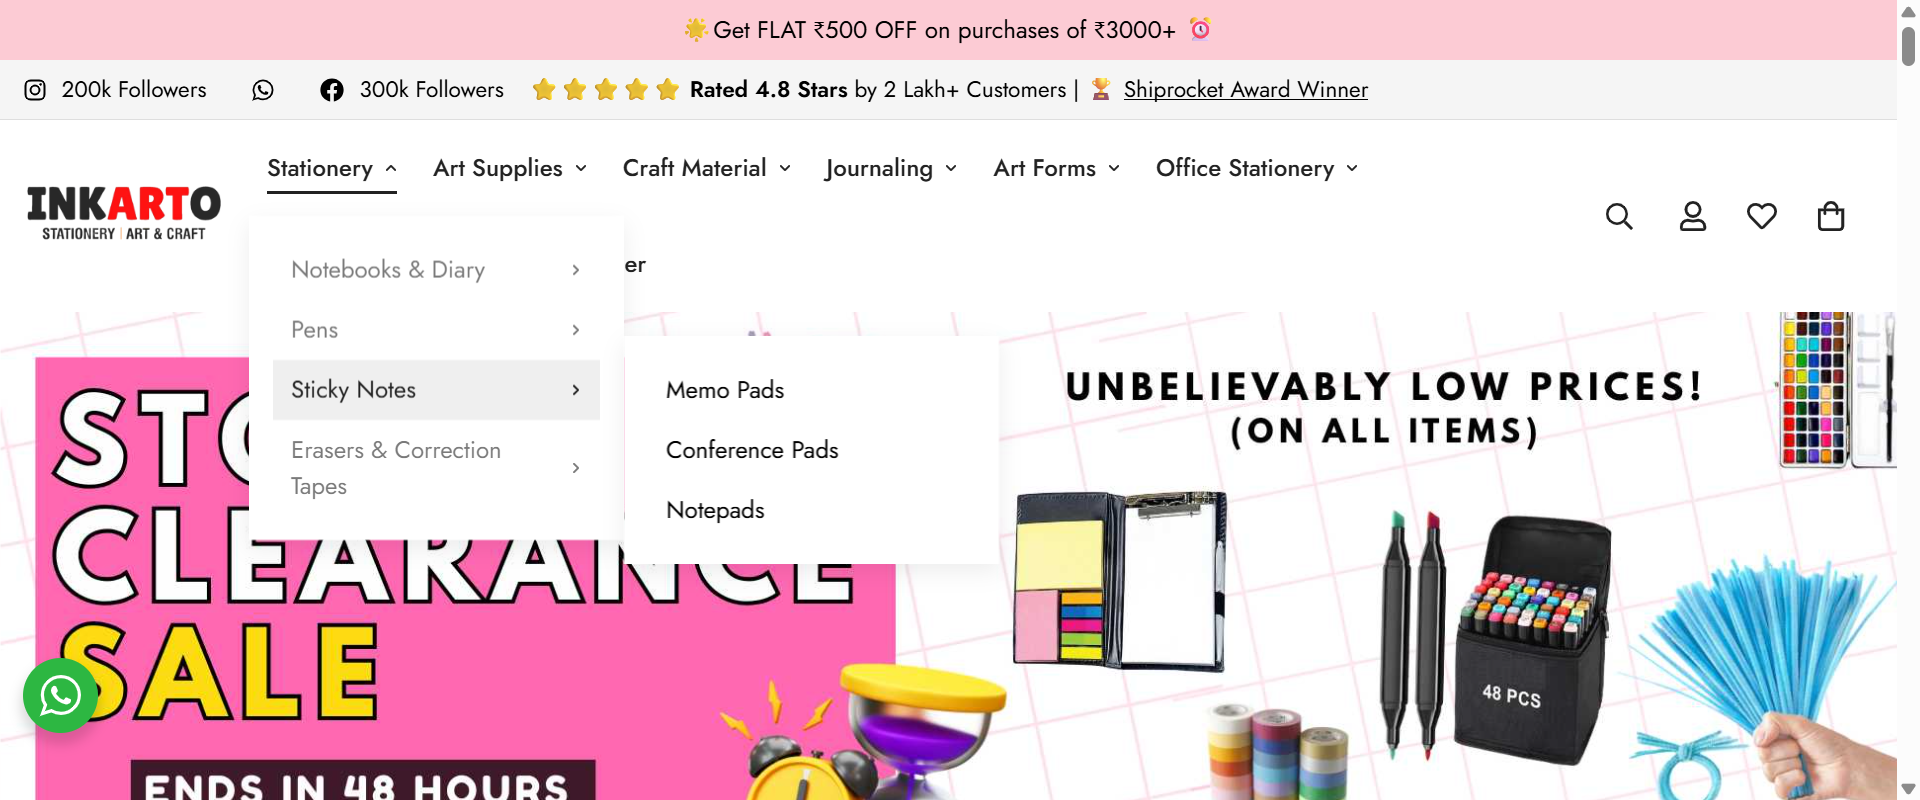 🌟Get FLAT ₹500 OFF on purchases of ₹3000+ ⏰
200k Followers
300k Followers
Rated 4.8 Stars by 2 Lakh+ Customers | 🏆 Shiprocket Award Winner
INKARTO
STATIONERY | ART & CRAFT
Stationery
Art Supplies
Craft Material
Journaling
Art Forms
Office Stationery
er
Notebooks & Diary
Pens
Sticky Notes
Erasers & Correction
Tapes
Memo Pads
Conference Pads
Notepads
UNBELIEVABLY LOW PRICES!
(ON ALL ITEMS)
CLEARANCE
SALE
ENDS IN 48 HOURS
48 PCS